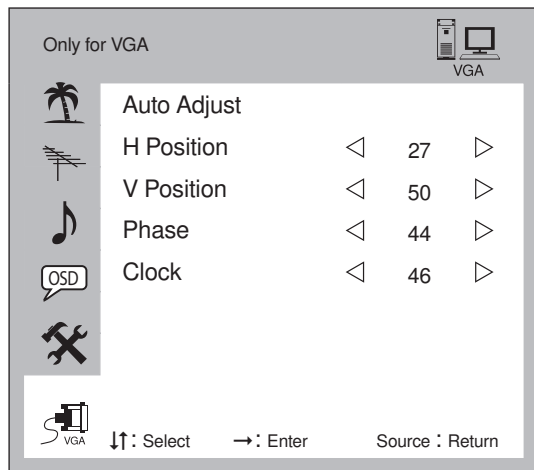 Only for VGA
VGA
Auto Adjust
H Position ◁ 27 ▷
V Position ◁ 50 ▷
Phase ◁ 44 ▷
Clock ◁ 46 ▷
OSD
VGA
↓↑: Select →: Enter Source : Return